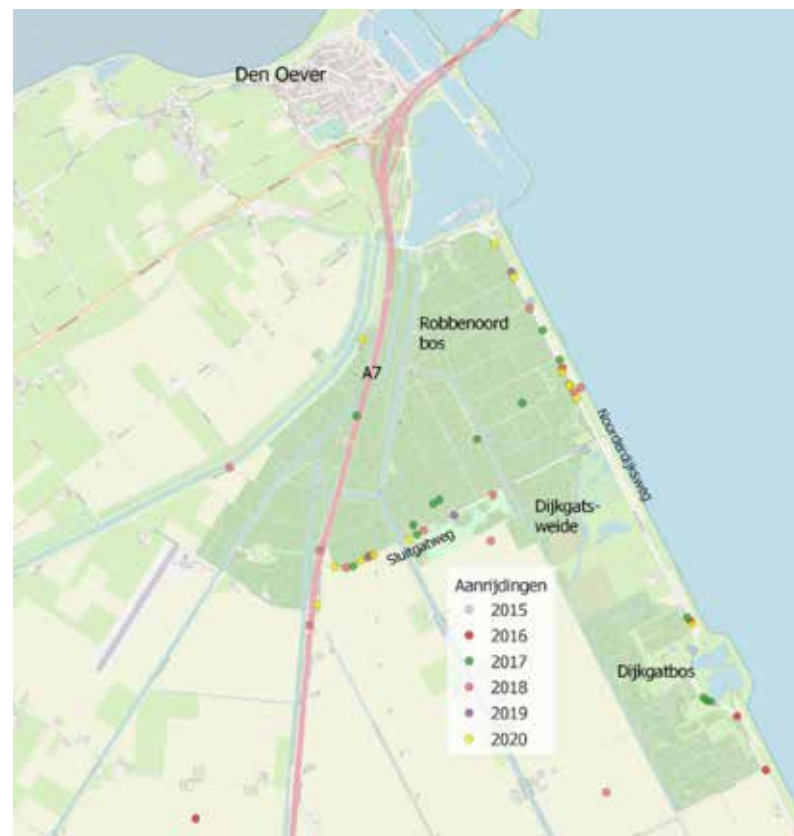 Den Oever
Robbenoord
bos
A7
Noorderdijksweg
Dijkgats-
weide
Sluitgatweg
Aanrijdingen
2015
2016
2017
2018
2019
2020
Dijkgatbos